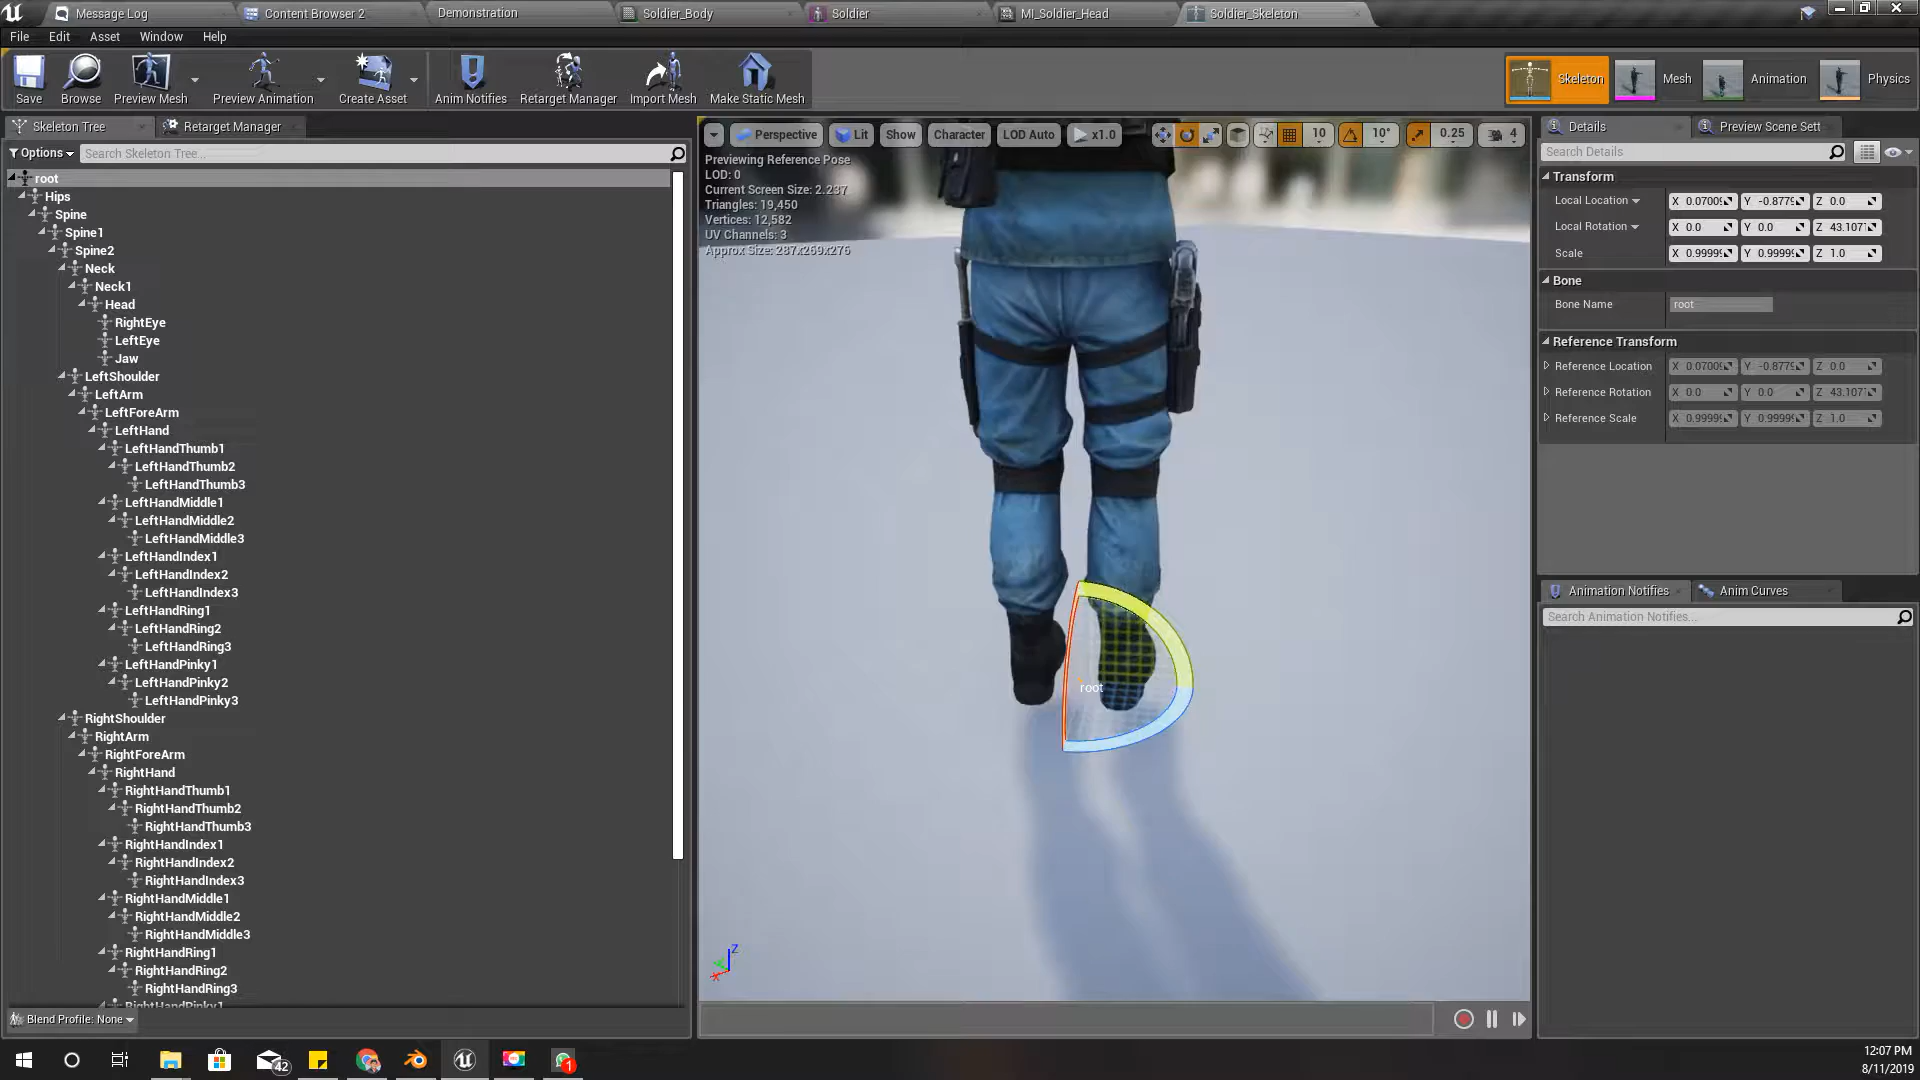 Message Log
Content Browser 2
Demonstration
Soldier_Body
Soldier
MI_Soldier_Head
Soldier_Skeleton
File Edit Asset Window Help
Save
Browse
Preview Mesh
Preview Animation
Create Asset
Anim Notifies
Retarget Manager
Import Mesh
Make Static Mesh
Skeleton
Mesh
Animation
Physics
Skeleton Tree
Retarget Manager
Options
Search Skeleton Tree...
root
Hips
Spine
Spine1
Spine2
Neck
Neck1
Head
RightEye
LeftEye
Jaw
LeftShoulder
LeftArm
LeftForeArm
LeftHand
LeftHandThumb1
LeftHandThumb2
LeftHandThumb3
LeftHandMiddle1
LeftHandMiddle2
LeftHandMiddle3
LeftHandIndex1
LeftHandIndex2
LeftHandIndex3
LeftHandRing1
LeftHandRing2
LeftHandRing3
LeftHandPinky1
LeftHandPinky2
LeftHandPinky3
RightShoulder
RightArm
RightForeArm
RightHand
RightHandThumb1
RightHandThumb2
RightHandThumb3
RightHandIndex1
RightHandIndex2
RightHandIndex3
RightHandMiddle1
RightHandMiddle2
RightHandMiddle3
RightHandRing1
RightHandRing2
RightHandRing3
RightHandPinky1
Blend Profile: None
Perspective Lit Show Character LOD Auto x1.0 10 10° 0.25 4
Previewing Reference Pose
LOD: 0
Current Screen Size: 2.237
Triangles: 19,450
Vertices: 12,582
UV Channels: 3
Approx Size: 287x269x276
root
Z
X
Details
Preview Scene Sett
Search Details
Transform
Local Location X 0.0700 Y -0.877 Z 0.0
Local Rotation X 0.0 Y 0.0 Z 43.107
Scale X 0.9999 Y 0.9999 Z 1.0
Bone
Bone Name root
Reference Transform
Reference Location X 0.0700 Y -0.877 Z 0.0
Reference Rotation X 0.0 Y 0.0 Z 43.107
Reference Scale X 0.9999 Y 0.9999 Z 1.0
Animation Notifies
Anim Curves
Search Animation Notifies...
42
1
12:07 PM
8/11/2019